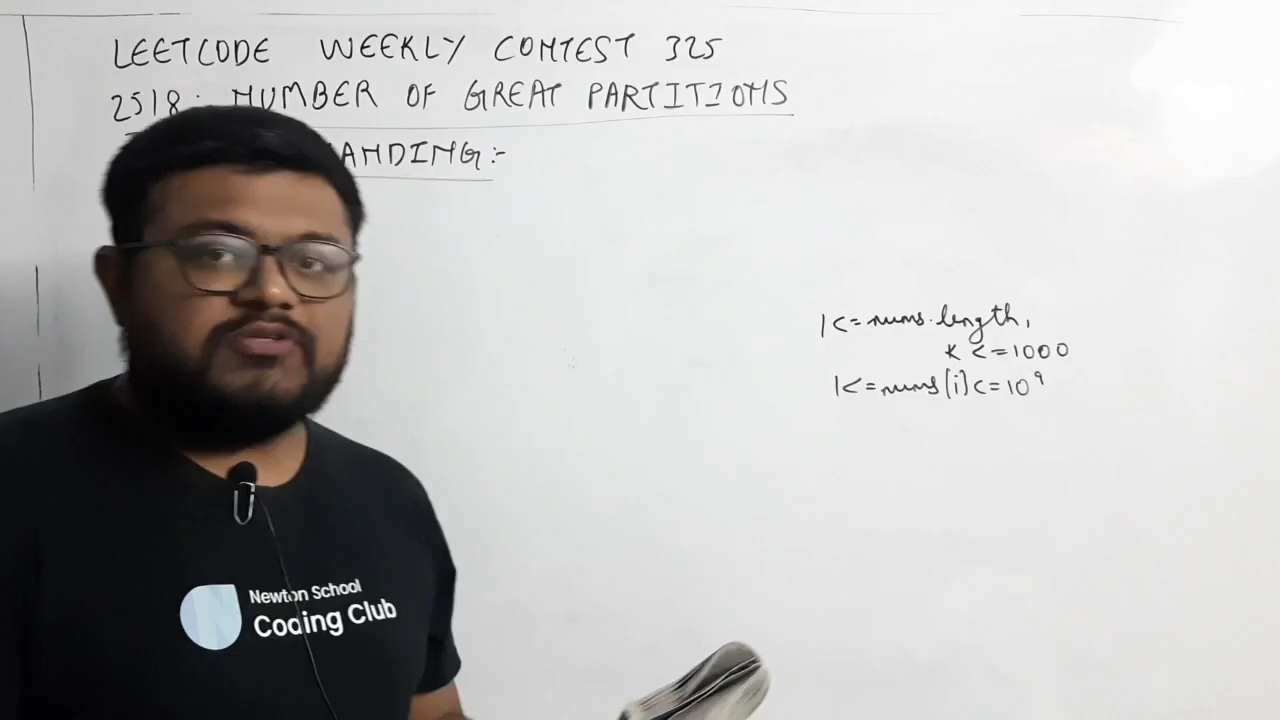 LEETCODE WEEKLY CONTEST 325
2518: NUMBER OF GREAT PARTITIONS
ANDING:-
1<=nums.length,
K <=1000
1<=nums[i]<=10⁹
Newton School
Coding Club